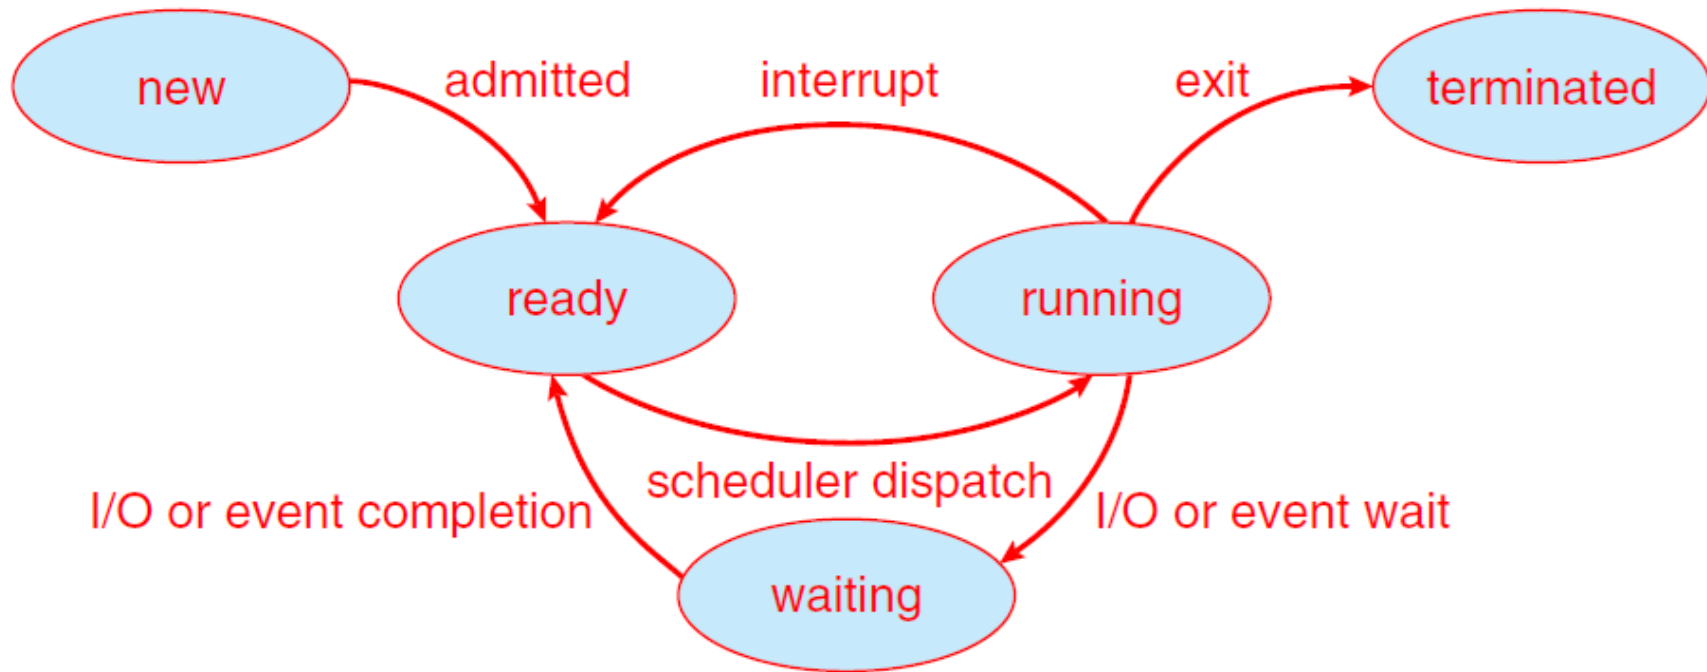 new
admitted
interrupt
exit
terminated
ready
running
scheduler dispatch
I/O or event completion
I/O or event wait
waiting